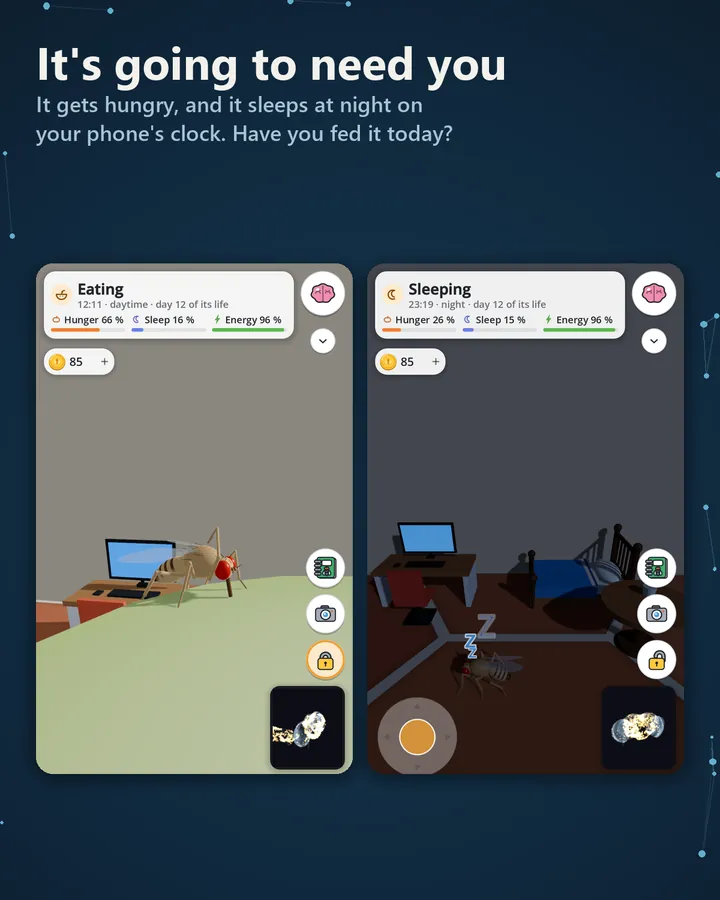 It's going to need you
It gets hungry, and it sleeps at night on
your phone's clock. Have you fed it today?
Eating
12:11 · daytime · day 12 of its life
Hunger 66 % Sleep 16 % Energy 96 %
85 +
Sleeping
23:19 · night · day 12 of its life
Hunger 26 % Sleep 15 % Energy 96 %
85 +
Z
Z
Z